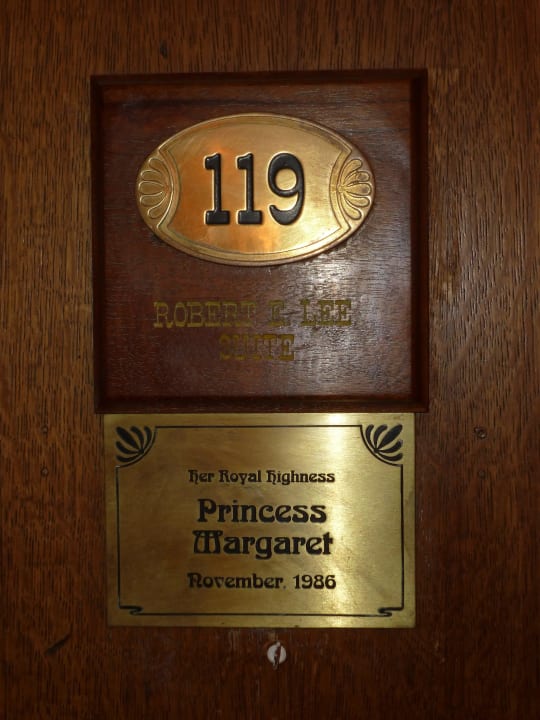 119
ROBERT E. LEE
SUITE
Her Royal Highness
Princess
Margaret
November, 1986